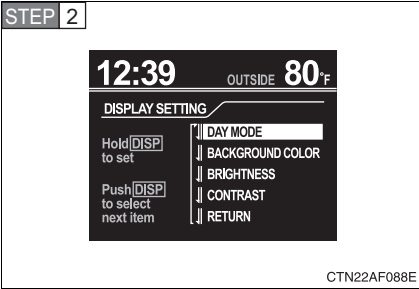 STEP 2
12:39 OUTSIDE 80°F
DISPLAY SETTING
Hold DISP
to set
Push DISP
to select
next item
DAY MODE
BACKGROUND COLOR
BRIGHTNESS
CONTRAST
RETURN
CTN22AF088E